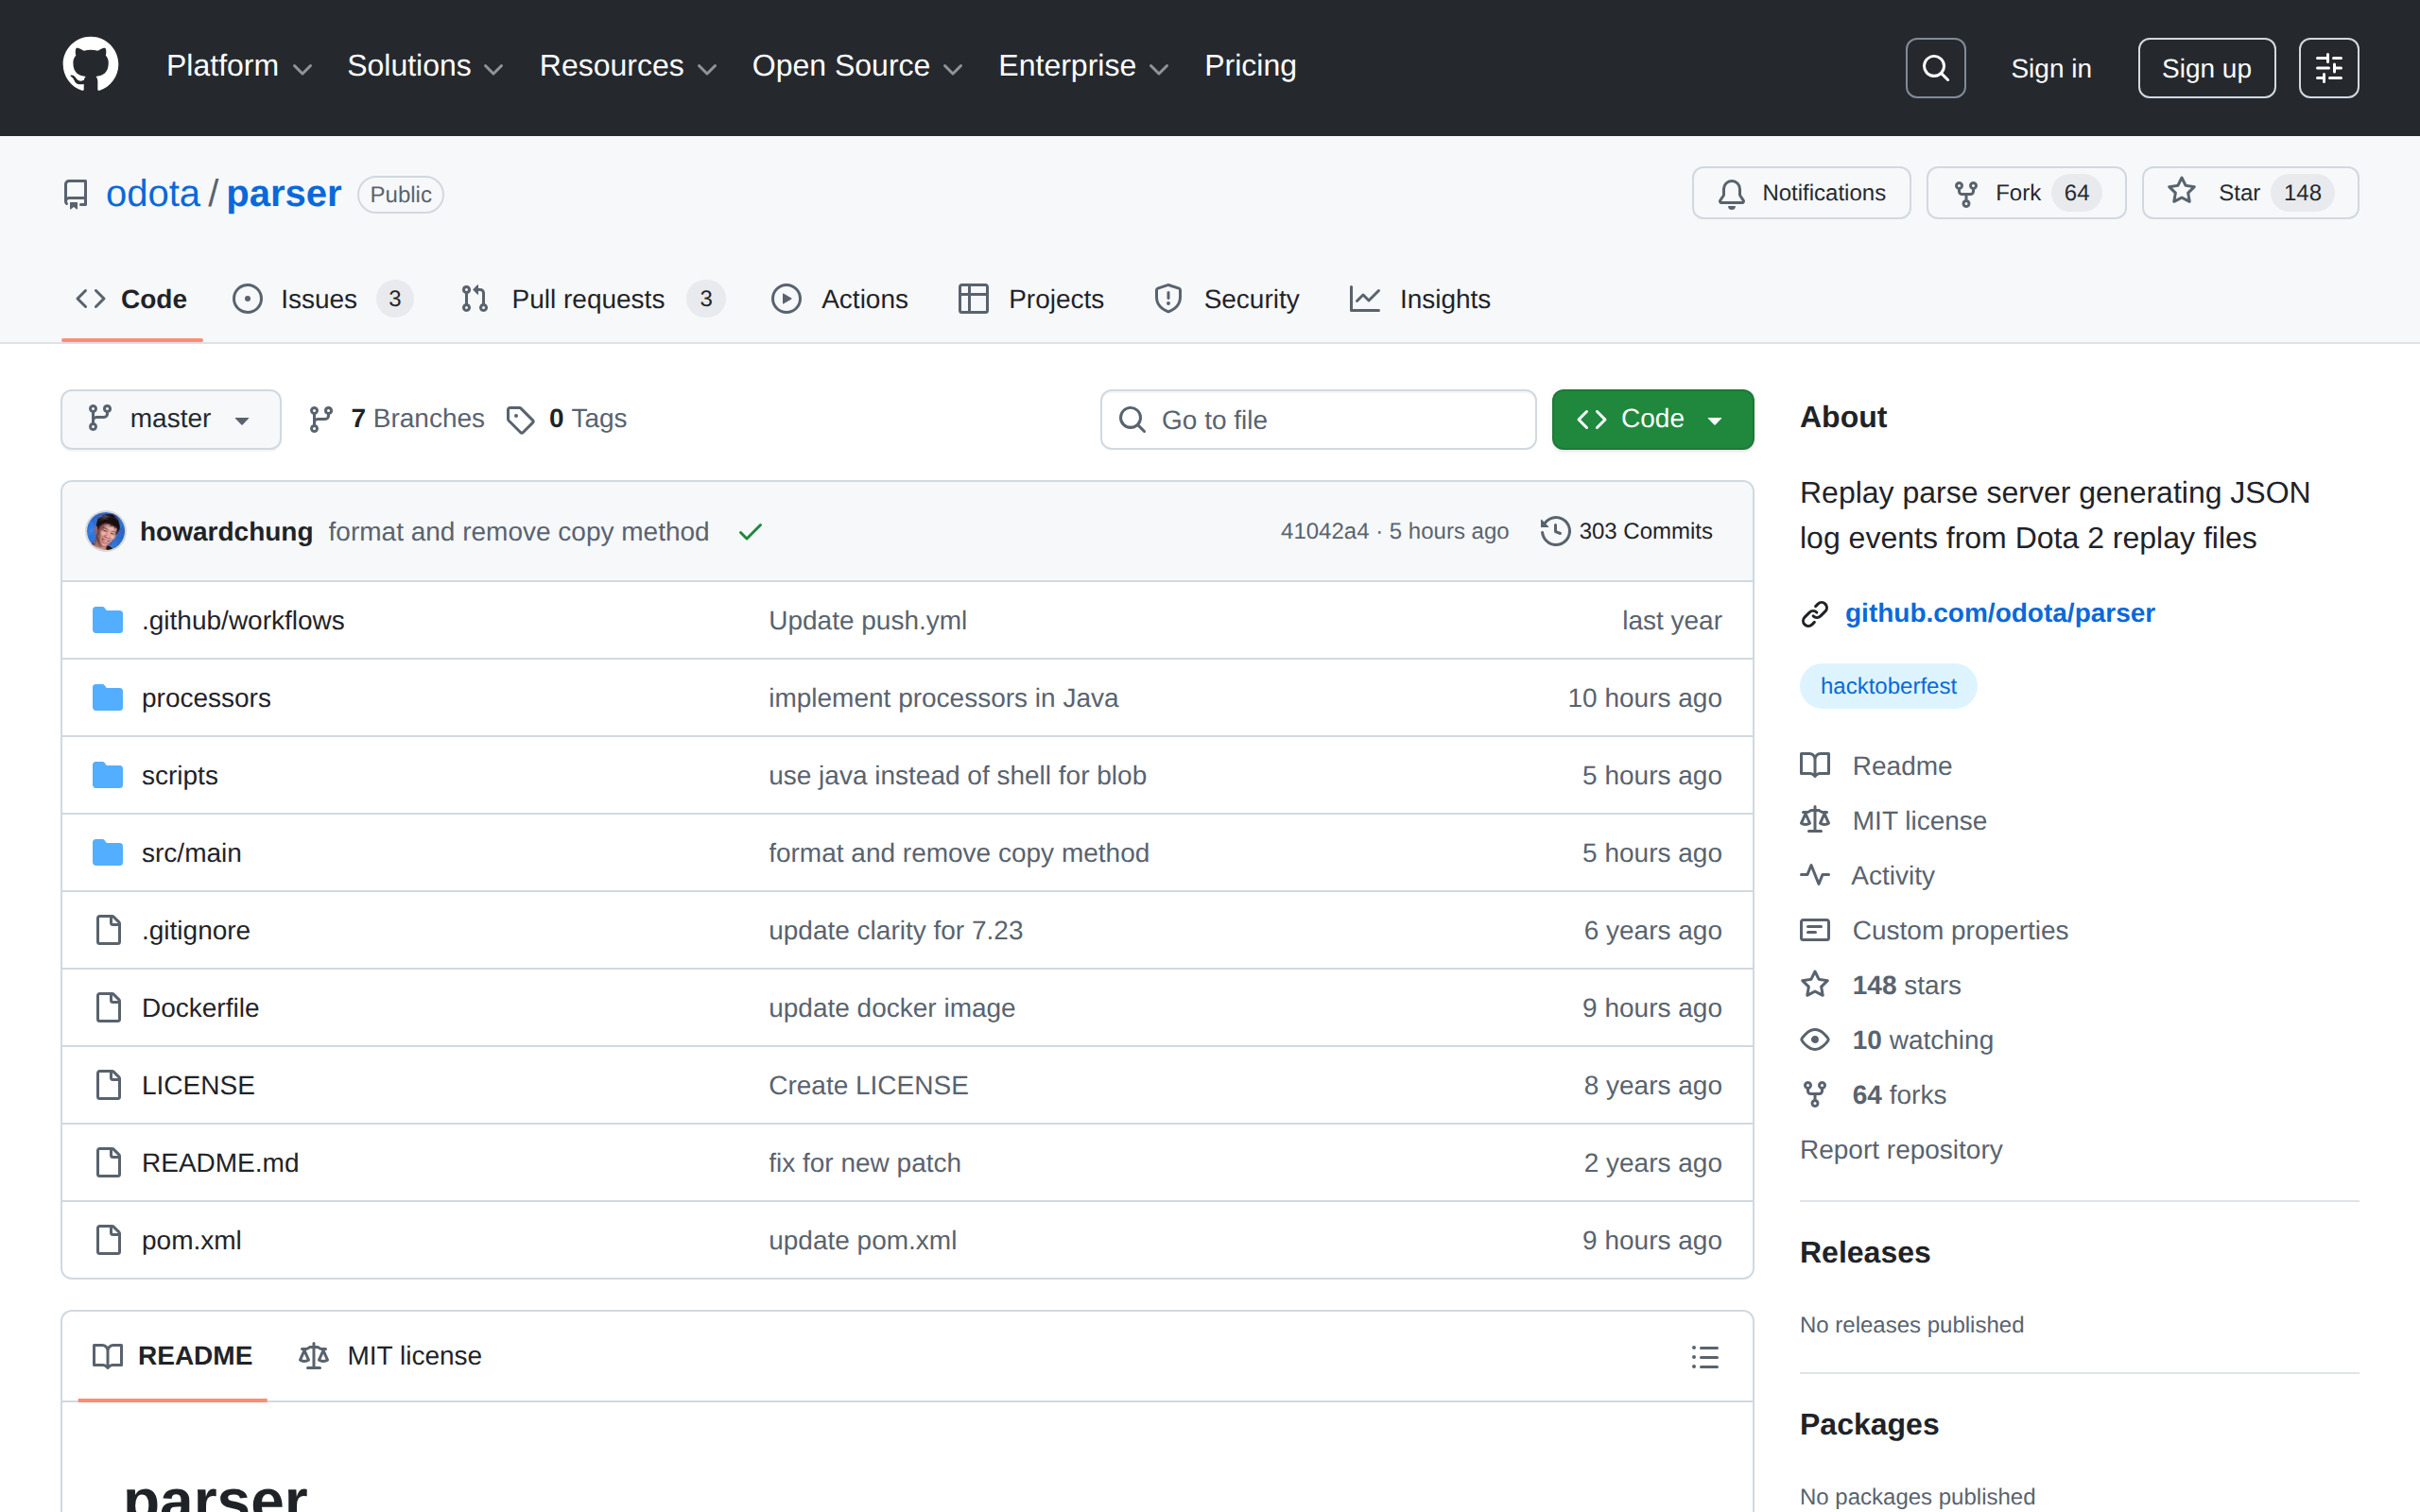 Platform Solutions Resources Open Source Enterprise Pricing Sign in Sign up
odota / parser Public Notifications Fork 64 Star 148
Code Issues 3 Pull requests 3 Actions Projects Security Insights
master 7 Branches 0 Tags Go to file Code
howardchung format and remove copy method 41042a4 · 5 hours ago 303 Commits
.github/workflows Update push.yml last year
processors implement processors in Java 10 hours ago
scripts use java instead of shell for blob 5 hours ago
src/main format and remove copy method 5 hours ago
.gitignore update clarity for 7.23 6 years ago
Dockerfile update docker image 9 hours ago
LICENSE Create LICENSE 8 years ago
README.md fix for new patch 2 years ago
pom.xml update pom.xml 9 hours ago
README MIT license
parser
About
Replay parse server generating JSON
log events from Dota 2 replay files
github.com/odota/parser
hacktoberfest
Readme
MIT license
Activity
Custom properties
148 stars
10 watching
64 forks
Report repository
Releases
No releases published
Packages
No packages published